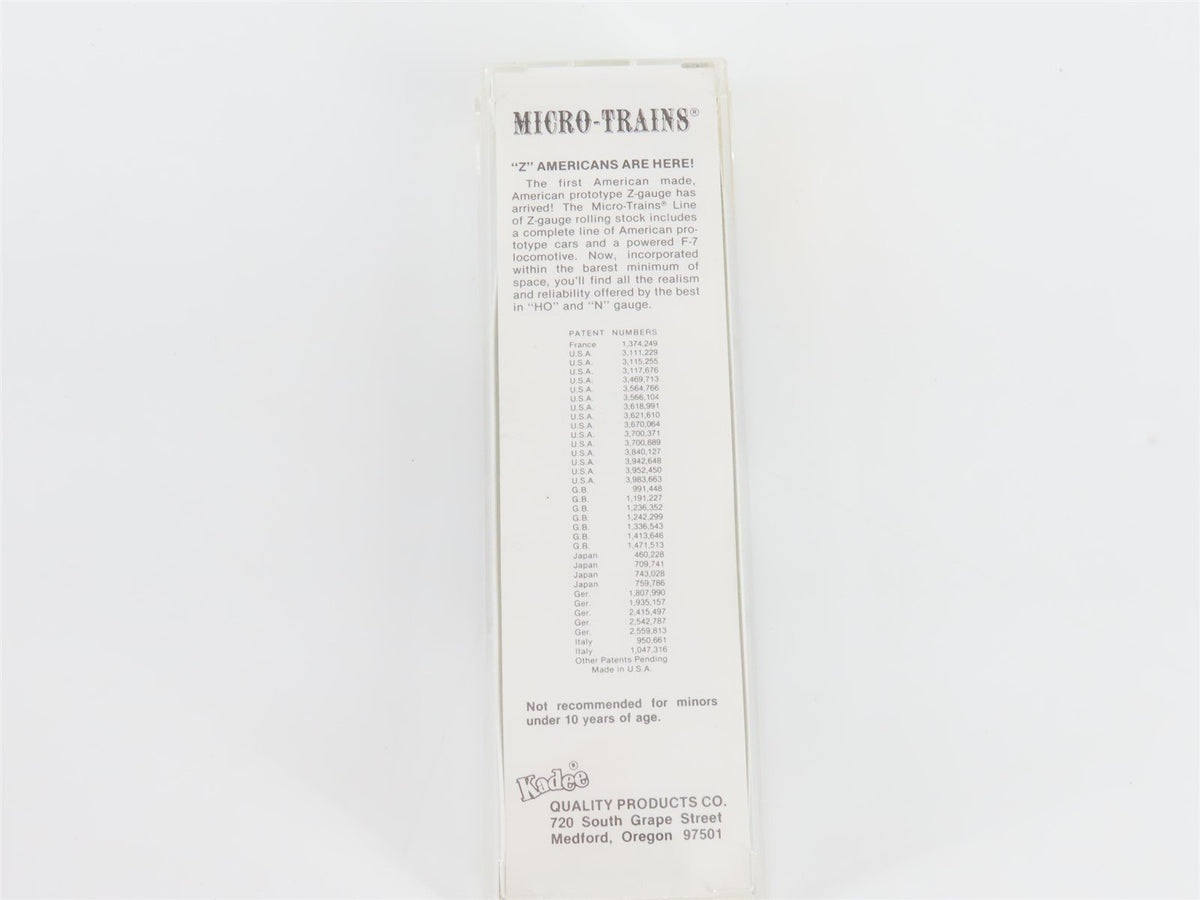 MICRO-TRAINS®
"Z" AMERICANS ARE HERE!
The first American made,
American prototype Z-gauge has
arrived! The Micro-Trains® Line
of Z-gauge rolling stock includes
a complete line of American pro-
totype cars and a powered F-7
locomotive. Now, incorporated
within the barest minimum of
space, you'll find all the realism
and reliability offered by the best
in "HO" and "N" gauge.
PATENT NUMBERS
France 1,374,249
U.S.A. 3,111,229
U.S.A. 3,115,255
U.S.A. 3,117,676
U.S.A. 3,469,713
U.S.A. 3,564,766
U.S.A. 3,566,104
U.S.A. 3,618,991
U.S.A. 3,621,610
U.S.A. 3,670,064
U.S.A. 3,700,371
U.S.A. 3,700,889
U.S.A. 3,840,127
U.S.A. 3,942,648
U.S.A. 3,952,450
U.S.A. 3,983,663
G.B. 991,448
G.B. 1,191,227
G.B. 1,236,352
G.B. 1,242,299
G.B. 1,336,543
G.B. 1,413,646
G.B. 1,471,513
Japan 460,228
Japan 709,741
Japan 743,028
Japan 759,786
Ger. 1,807,990
Ger. 1,935,157
Ger. 2,415,497
Ger. 2,542,787
Ger. 2,559,813
Italy 950,661
Italy 1,047,316
Other Patents Pending
Made in U.S.A.
Not recommended for minors
under 10 years of age.
Kadee®
QUALITY PRODUCTS CO.
720 South Grape Street
Medford, Oregon 97501